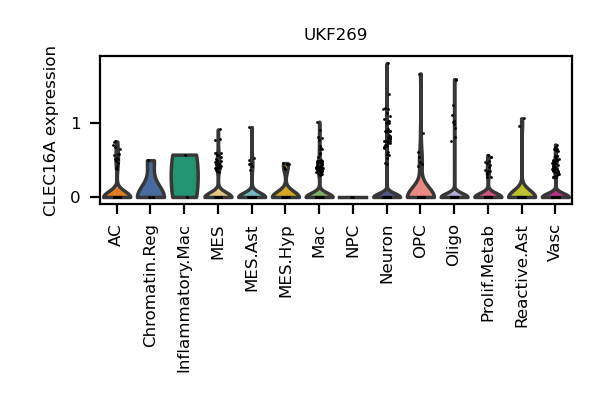 UKF269
CLEC16A expression
1
0
AC
Chromatin.Reg
Inflammatory.Mac
MES
MES.Ast
MES.Hyp
Mac
NPC
Neuron
OPC
Oligo
Prolif.Metab
Reactive.Ast
Vasc